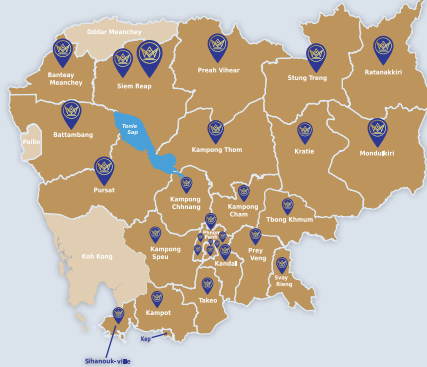 Oddar Meanchey
Banteay
Meonchey
Siem Reap
Preah Vihear
Stung Treng
Ratanakkiri
Pailin
Battambang
Tonle
Sap
Kampong Thom
Kratie
Mondulkiri
Pursat
Kampong
Chhnang
Kampong
Cham
Tbong Khmum
Koh Kong
Kampong
Speu
Kandal
Prey
Veng
Svay
Rieng
Takeo
Kampot
Kep
Sihanouk-ville